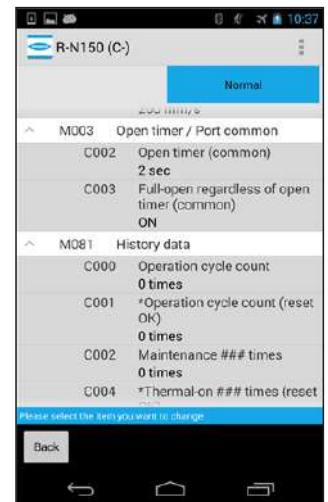 10:37
R-N150 (C-)
Normal
200 mm/s
M003 Open timer / Port common
C002 Open timer (common)
2 sec
C003 Full-open regardless of open
timer (common)
ON
M081 History data
C000 Operation cycle count
0 times
C001 *Operation cycle count (reset
OK)
0 times
C002 Maintenance ### times
0 times
C004 *Thermal-on ### times (reset
Please select the item you want to change
Back